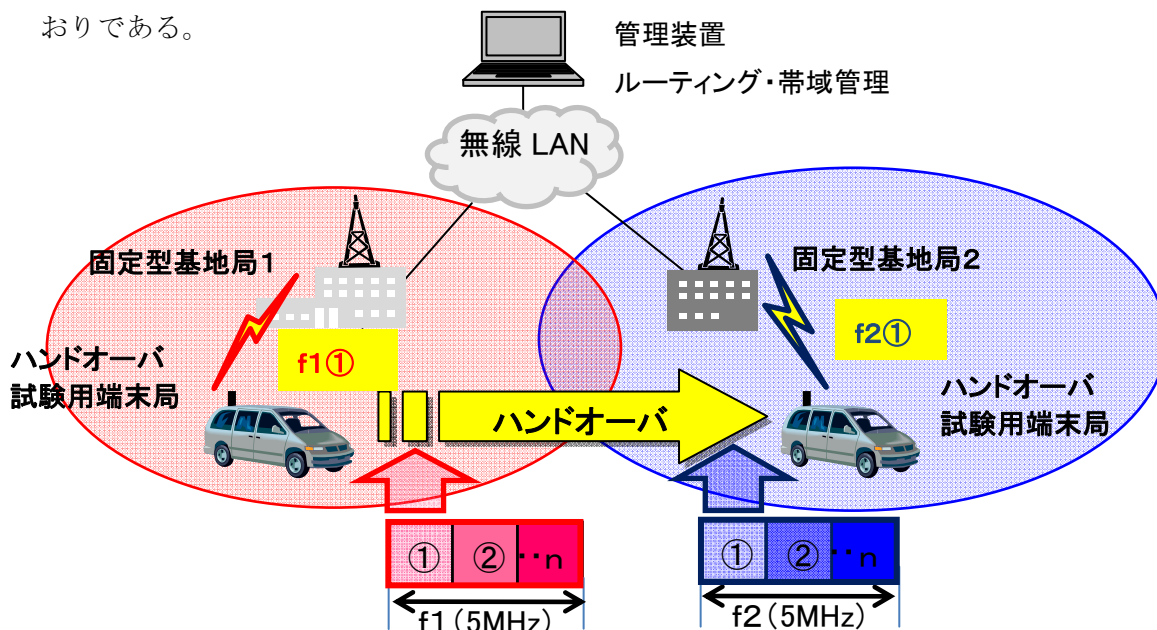 おりである。
管理装置
ルーティング・帯域管理
無線 LAN
固定型基地局1
固定型基地局2
f1①
f2①
ハンドオーバ
試験用端末局
ハンドオーバ
ハンドオーバ
試験用端末局
① ② ‥n
① ② ‥n
f1(5MHz)
f2(5MHz)